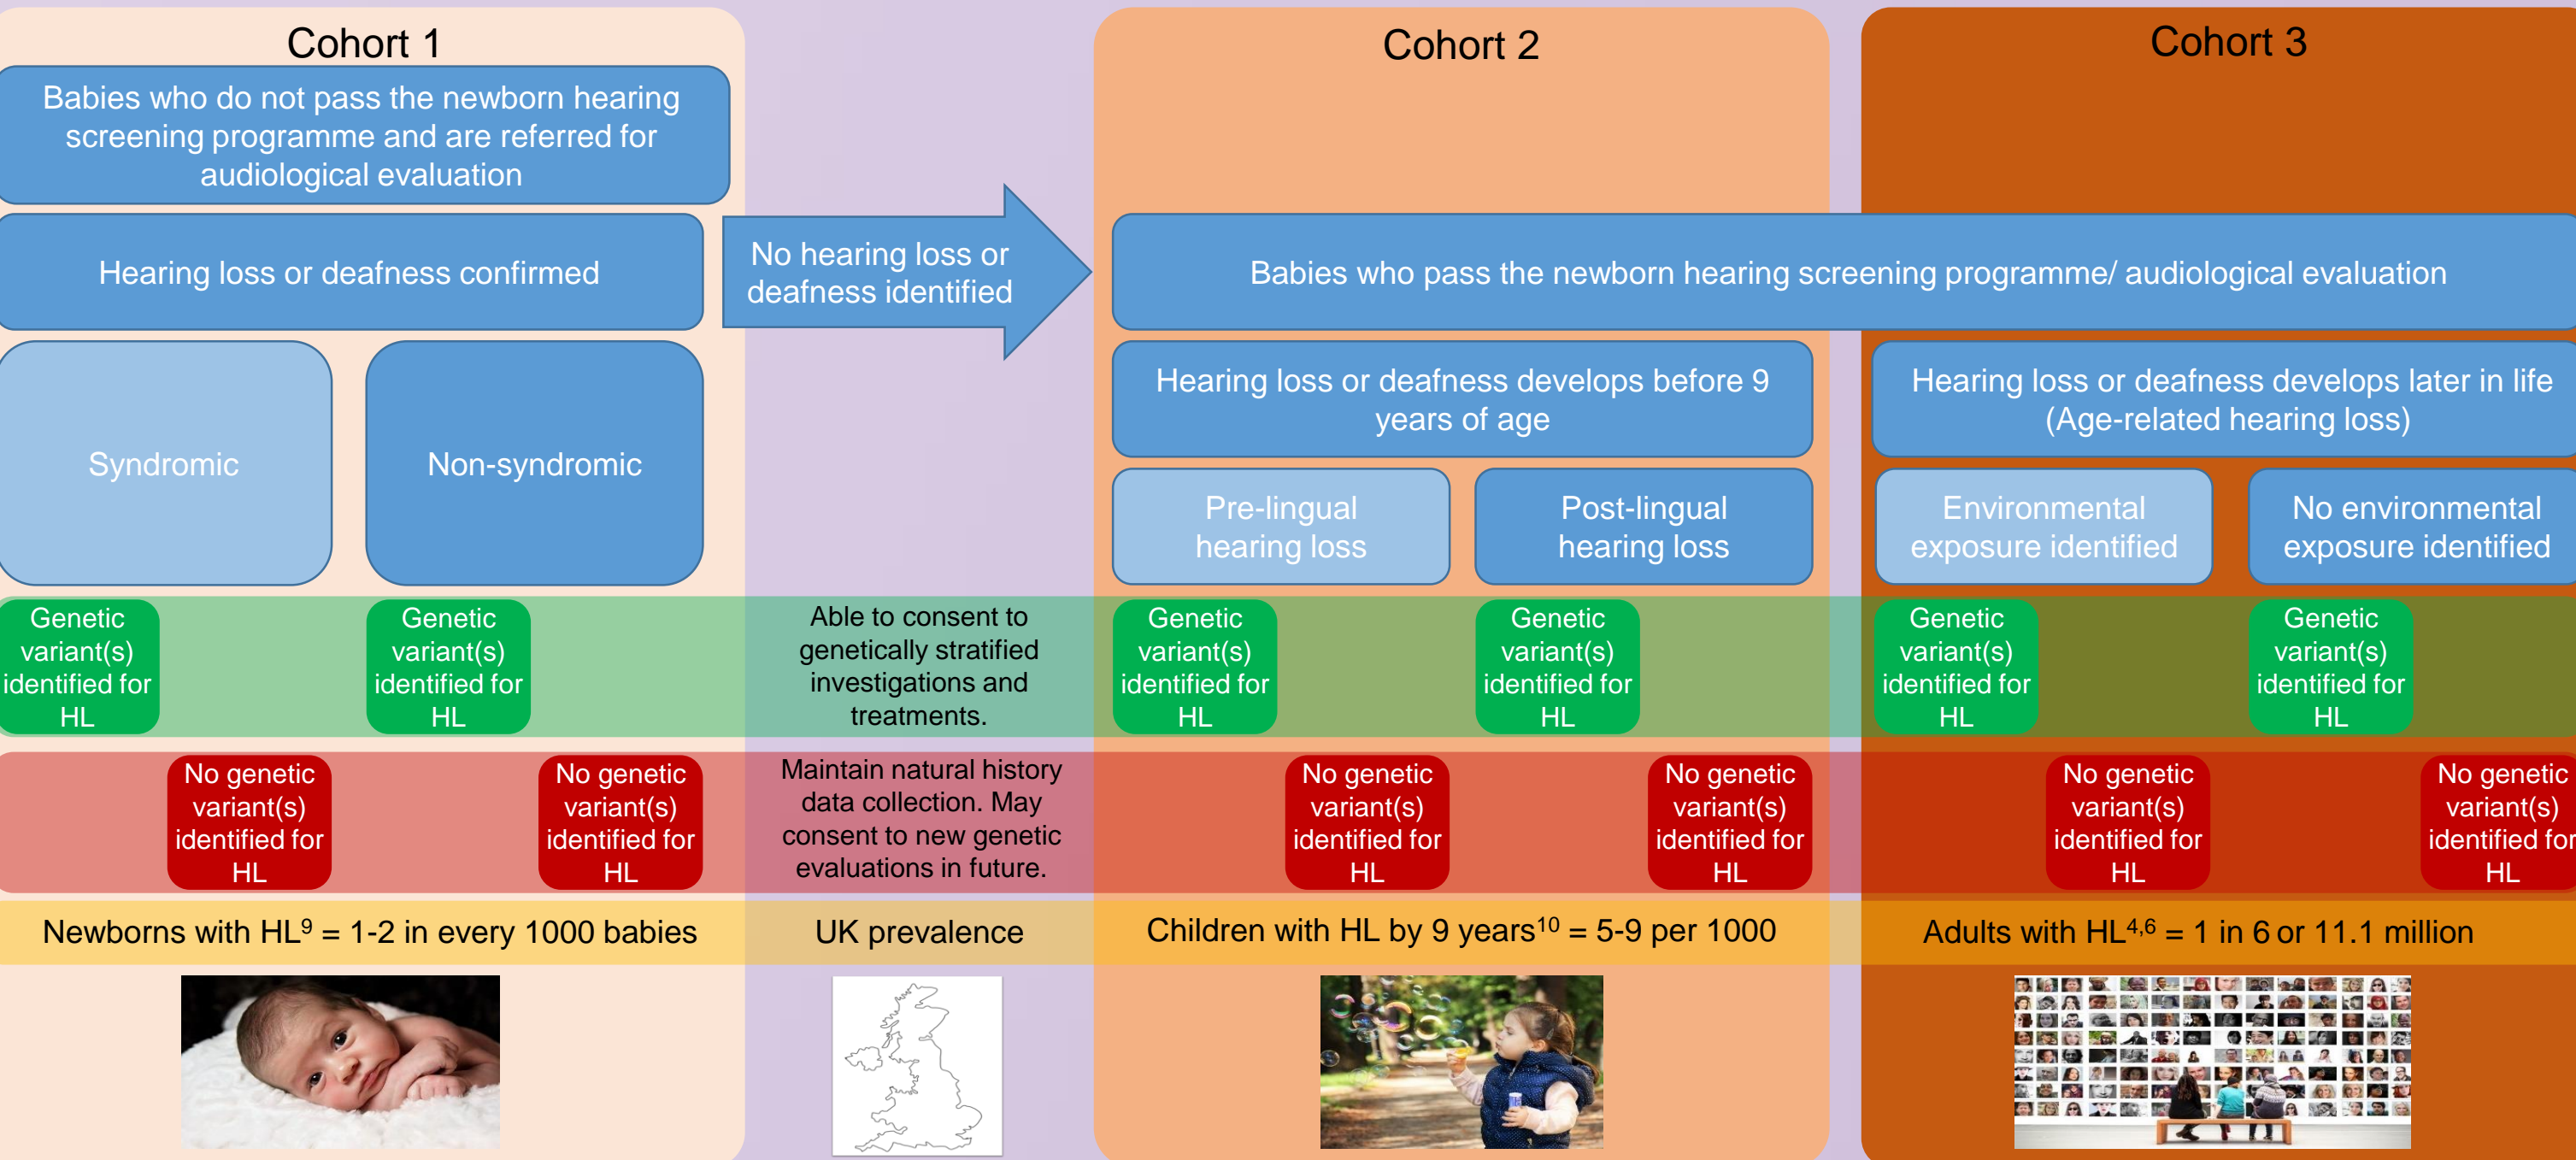 Cohort 1
Babies who do not pass the newborn hearing
screening programme and are referred for
audiological evaluation
Hearing loss or deafness confirmed
Syndromic
Non-syndromic
Genetic
variant(s)
identified for
HL
Genetic
variant(s)
identified for
HL
No genetic
variant(s)
identified for
HL
No genetic
variant(s)
identified for
HL
Newborns with HL⁹ = 1-2 in every 1000 babies
No hearing loss or
deafness identified
Able to consent to
genetically stratified
investigations and
treatments.
Maintain natural history
data collection. May
consent to new genetic
evaluations in future.
UK prevalence
Cohort 2
Cohort 3
Babies who pass the newborn hearing screening programme/ audiological evaluation
Hearing loss or deafness develops before 9
years of age
Pre-lingual
hearing loss
Post-lingual
hearing loss
Genetic
variant(s)
identified for
HL
Genetic
variant(s)
identified for
HL
No genetic
variant(s)
identified for
HL
No genetic
variant(s)
identified for
HL
Children with HL by 9 years¹⁰ = 5-9 per 1000
Hearing loss or deafness develops later in life
(Age-related hearing loss)
Environmental
exposure identified
No environmental
exposure identified
Genetic
variant(s)
identified for
HL
Genetic
variant(s)
identified for
HL
No genetic
variant(s)
identified for
HL
No genetic
variant(s)
identified for
HL
Adults with HL⁴,⁶ = 1 in 6 or 11.1 million